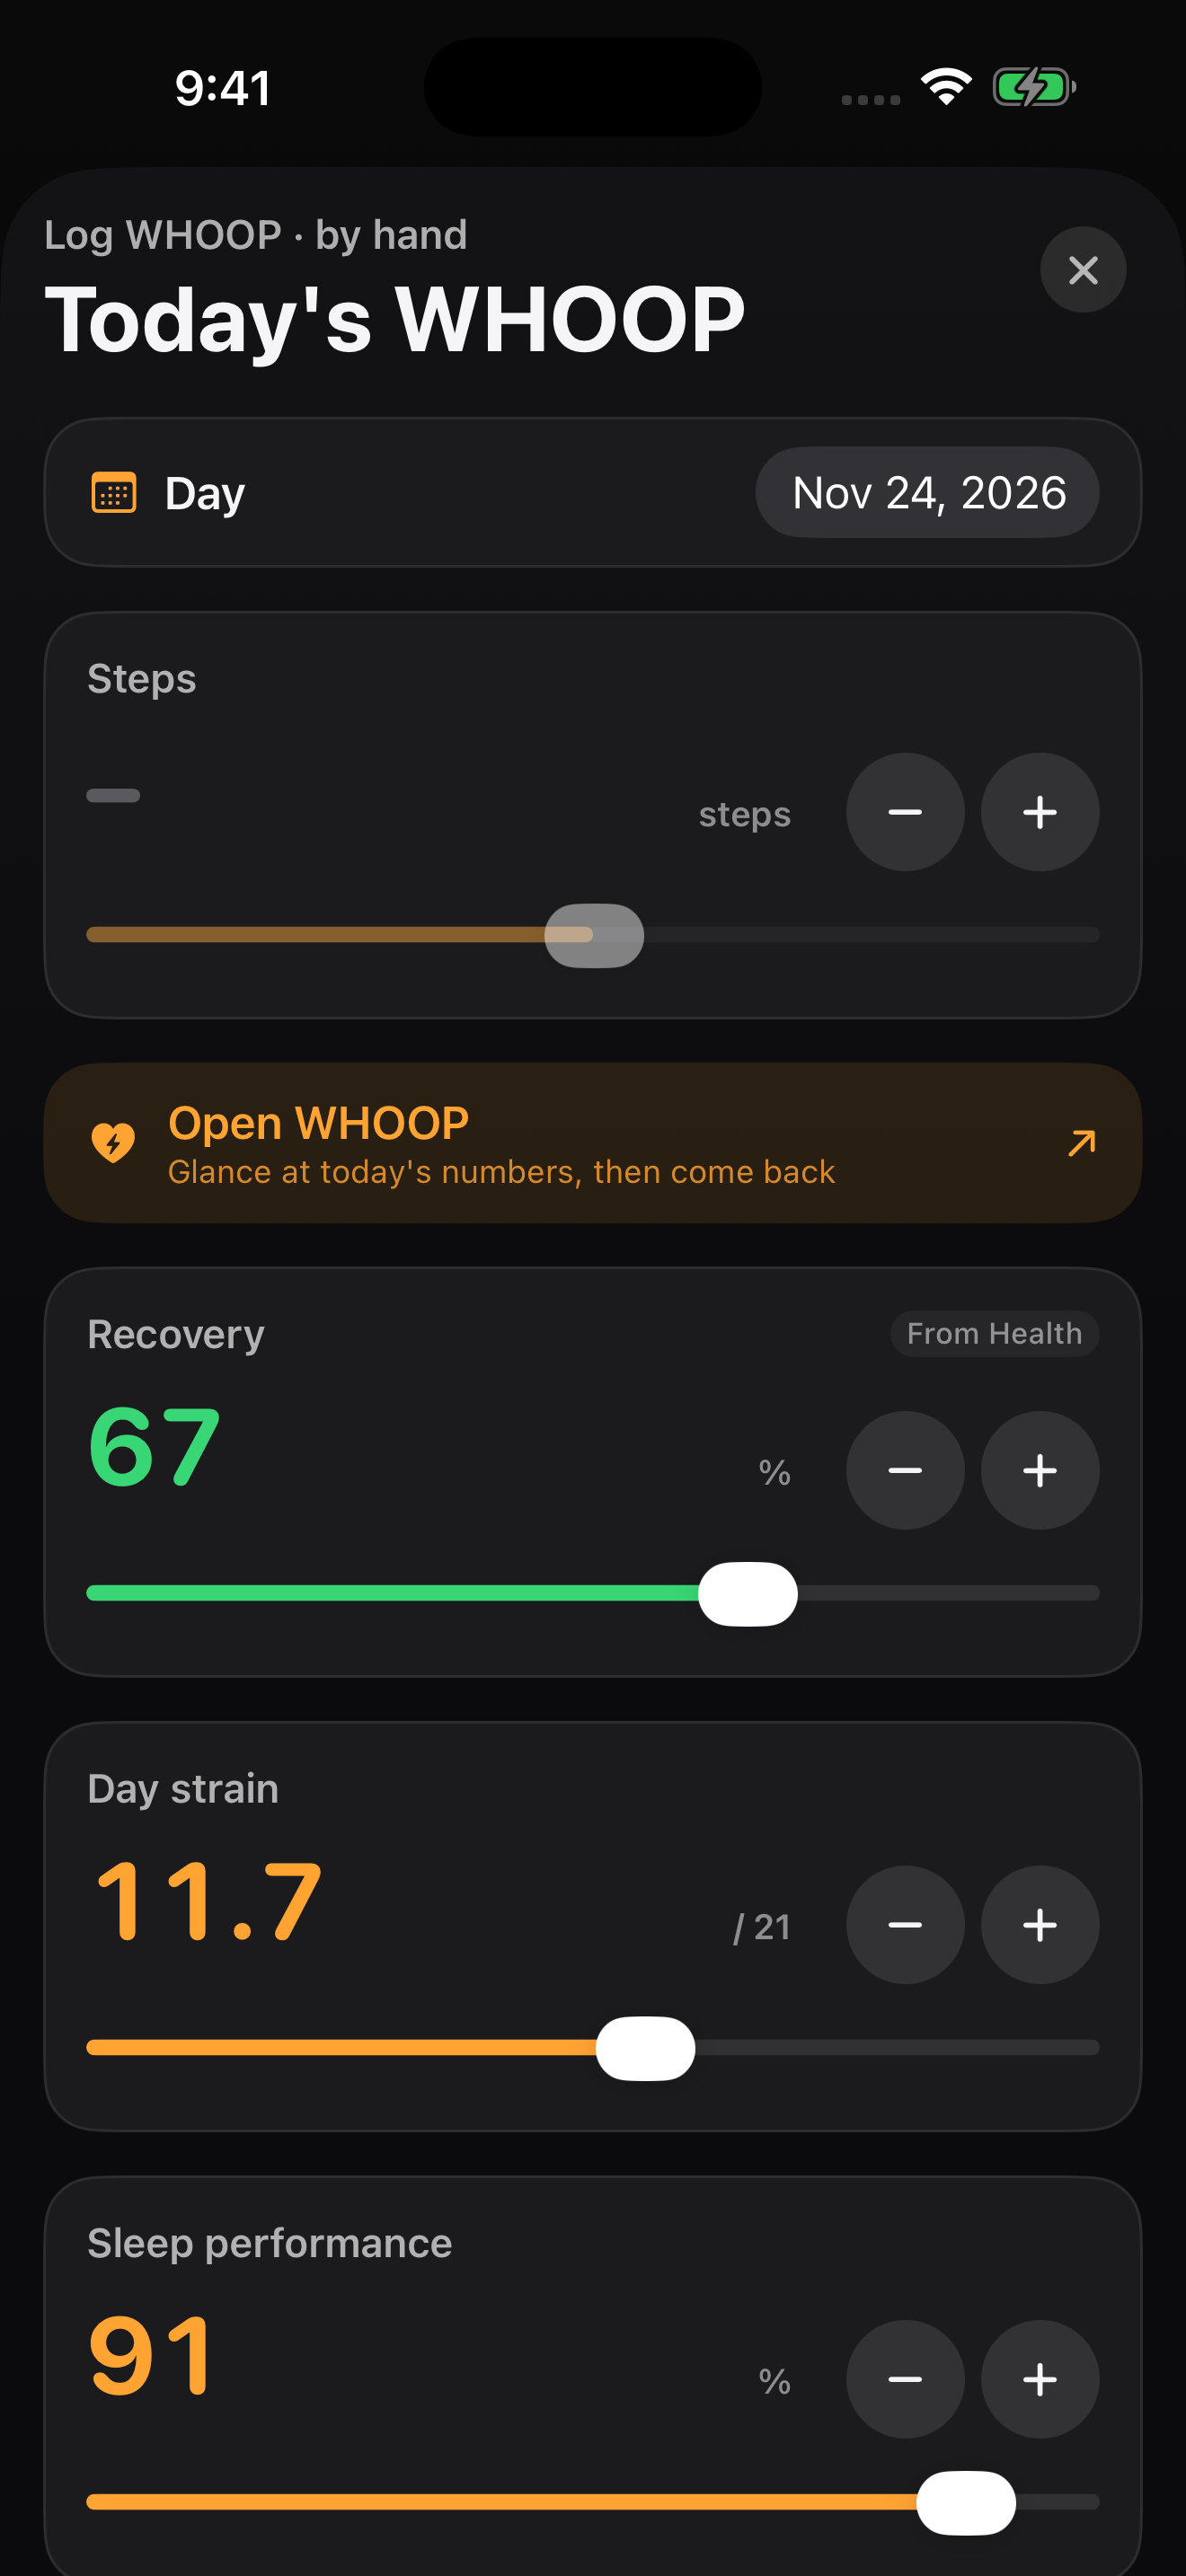 9:41
Log WHOOP · by hand
Today's WHOOP
Day
Nov 24, 2026
Steps
steps
Open WHOOP
Glance at today's numbers, then come back
Recovery
From Health
67
%
Day strain
11.7
/ 21
Sleep performance
91
%